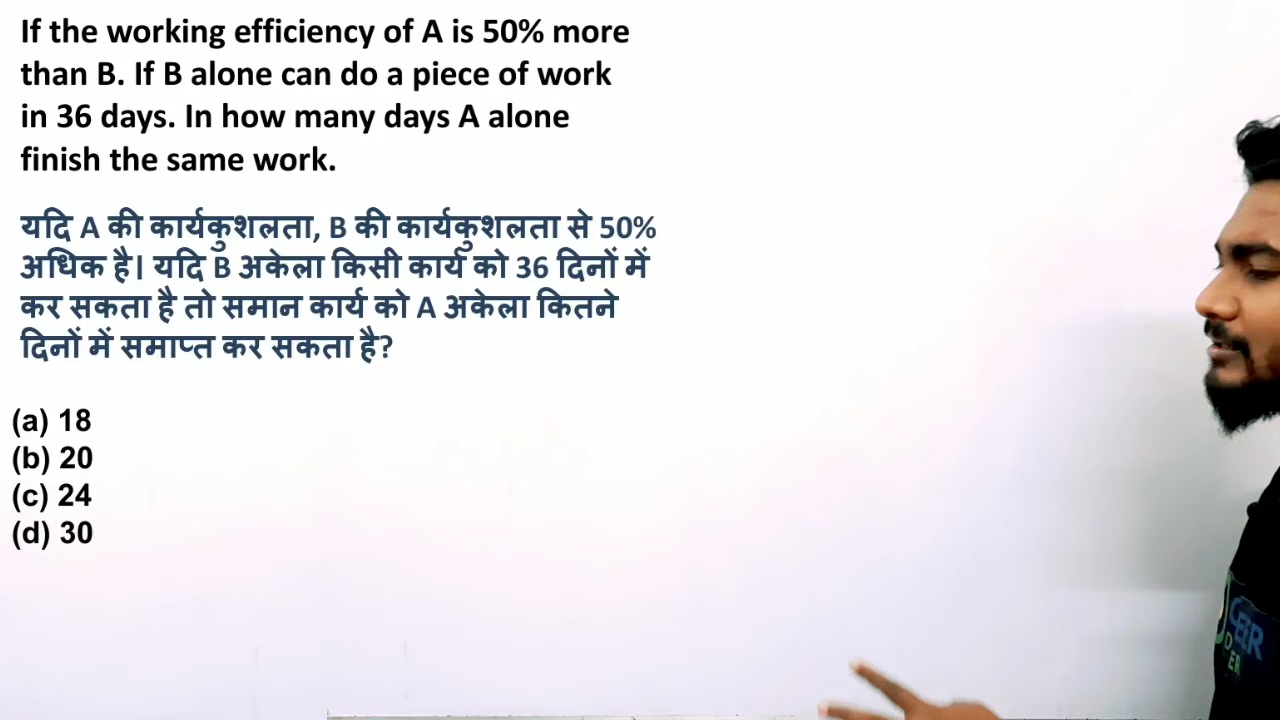 If the working efficiency of A is 50% more
than B. If B alone can do a piece of work
in 36 days. In how many days A alone
finish the same work.
यदि A की कार्यकुशलता, B की कार्यकुशलता से 50%
अधिक है। यदि B अकेला किसी कार्य को 36 दिनों में
कर सकता है तो समान कार्य को A अकेला कितने
दिनों में समाप्त कर सकता है?
(a) 18
(b) 20
(c) 24
(d) 30